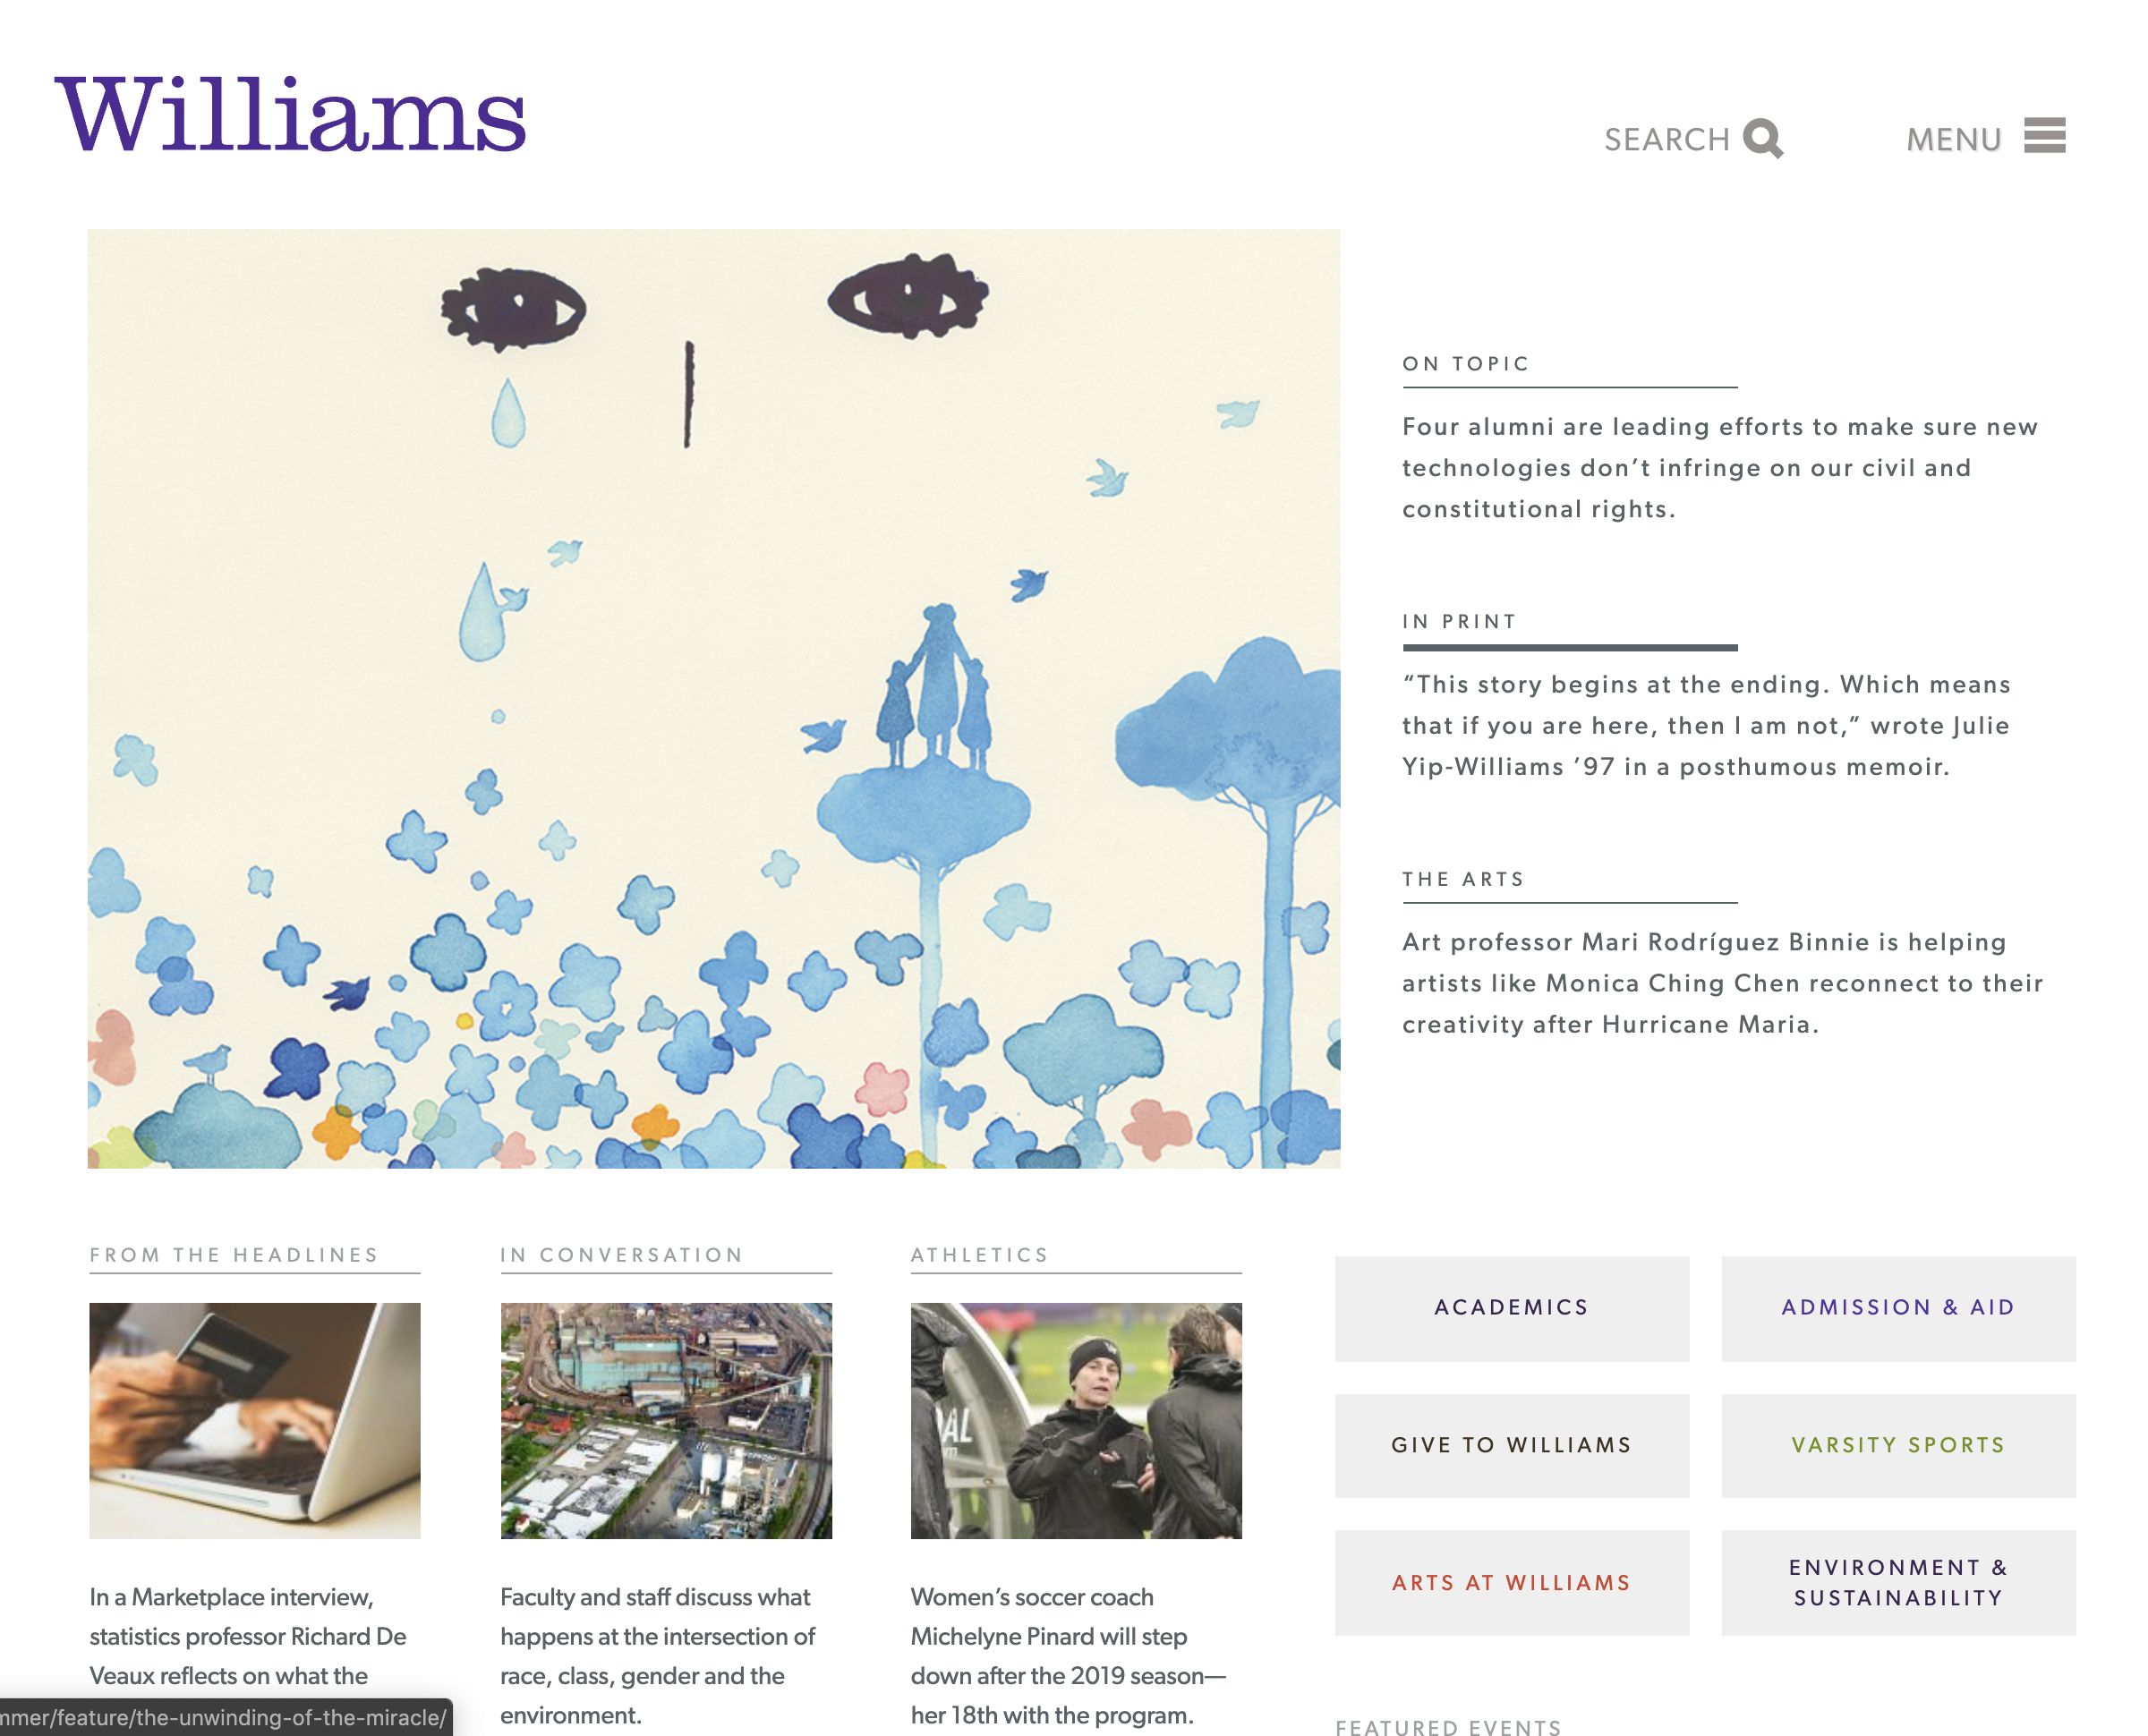 Williams
SEARCH
MENU
ON TOPIC
Four alumni are leading efforts to make sure new
technologies don’t infringe on our civil and
constitutional rights.
IN PRINT
“This story begins at the ending. Which means
that if you are here, then I am not,” wrote Julie
Yip-Williams ’97 in a posthumous memoir.
THE ARTS
Art professor Mari Rodríguez Binnie is helping
artists like Monica Ching Chen reconnect to their
creativity after Hurricane Maria.
FROM THE HEADLINES
In a Marketplace interview,
statistics professor Richard De
Veaux reflects on what the
IN CONVERSATION
Faculty and staff discuss what
happens at the intersection of
race, class, gender and the
environment.
ATHLETICS
Women’s soccer coach
Michelyne Pinard will step
down after the 2019 season—
her 18th with the program.
ACADEMICS
ADMISSION & AID
GIVE TO WILLIAMS
VARSITY SPORTS
ARTS AT WILLIAMS
ENVIRONMENT &
SUSTAINABILITY
FEATURED EVENTS
mmer/feature/the-unwinding-of-the-miracle/